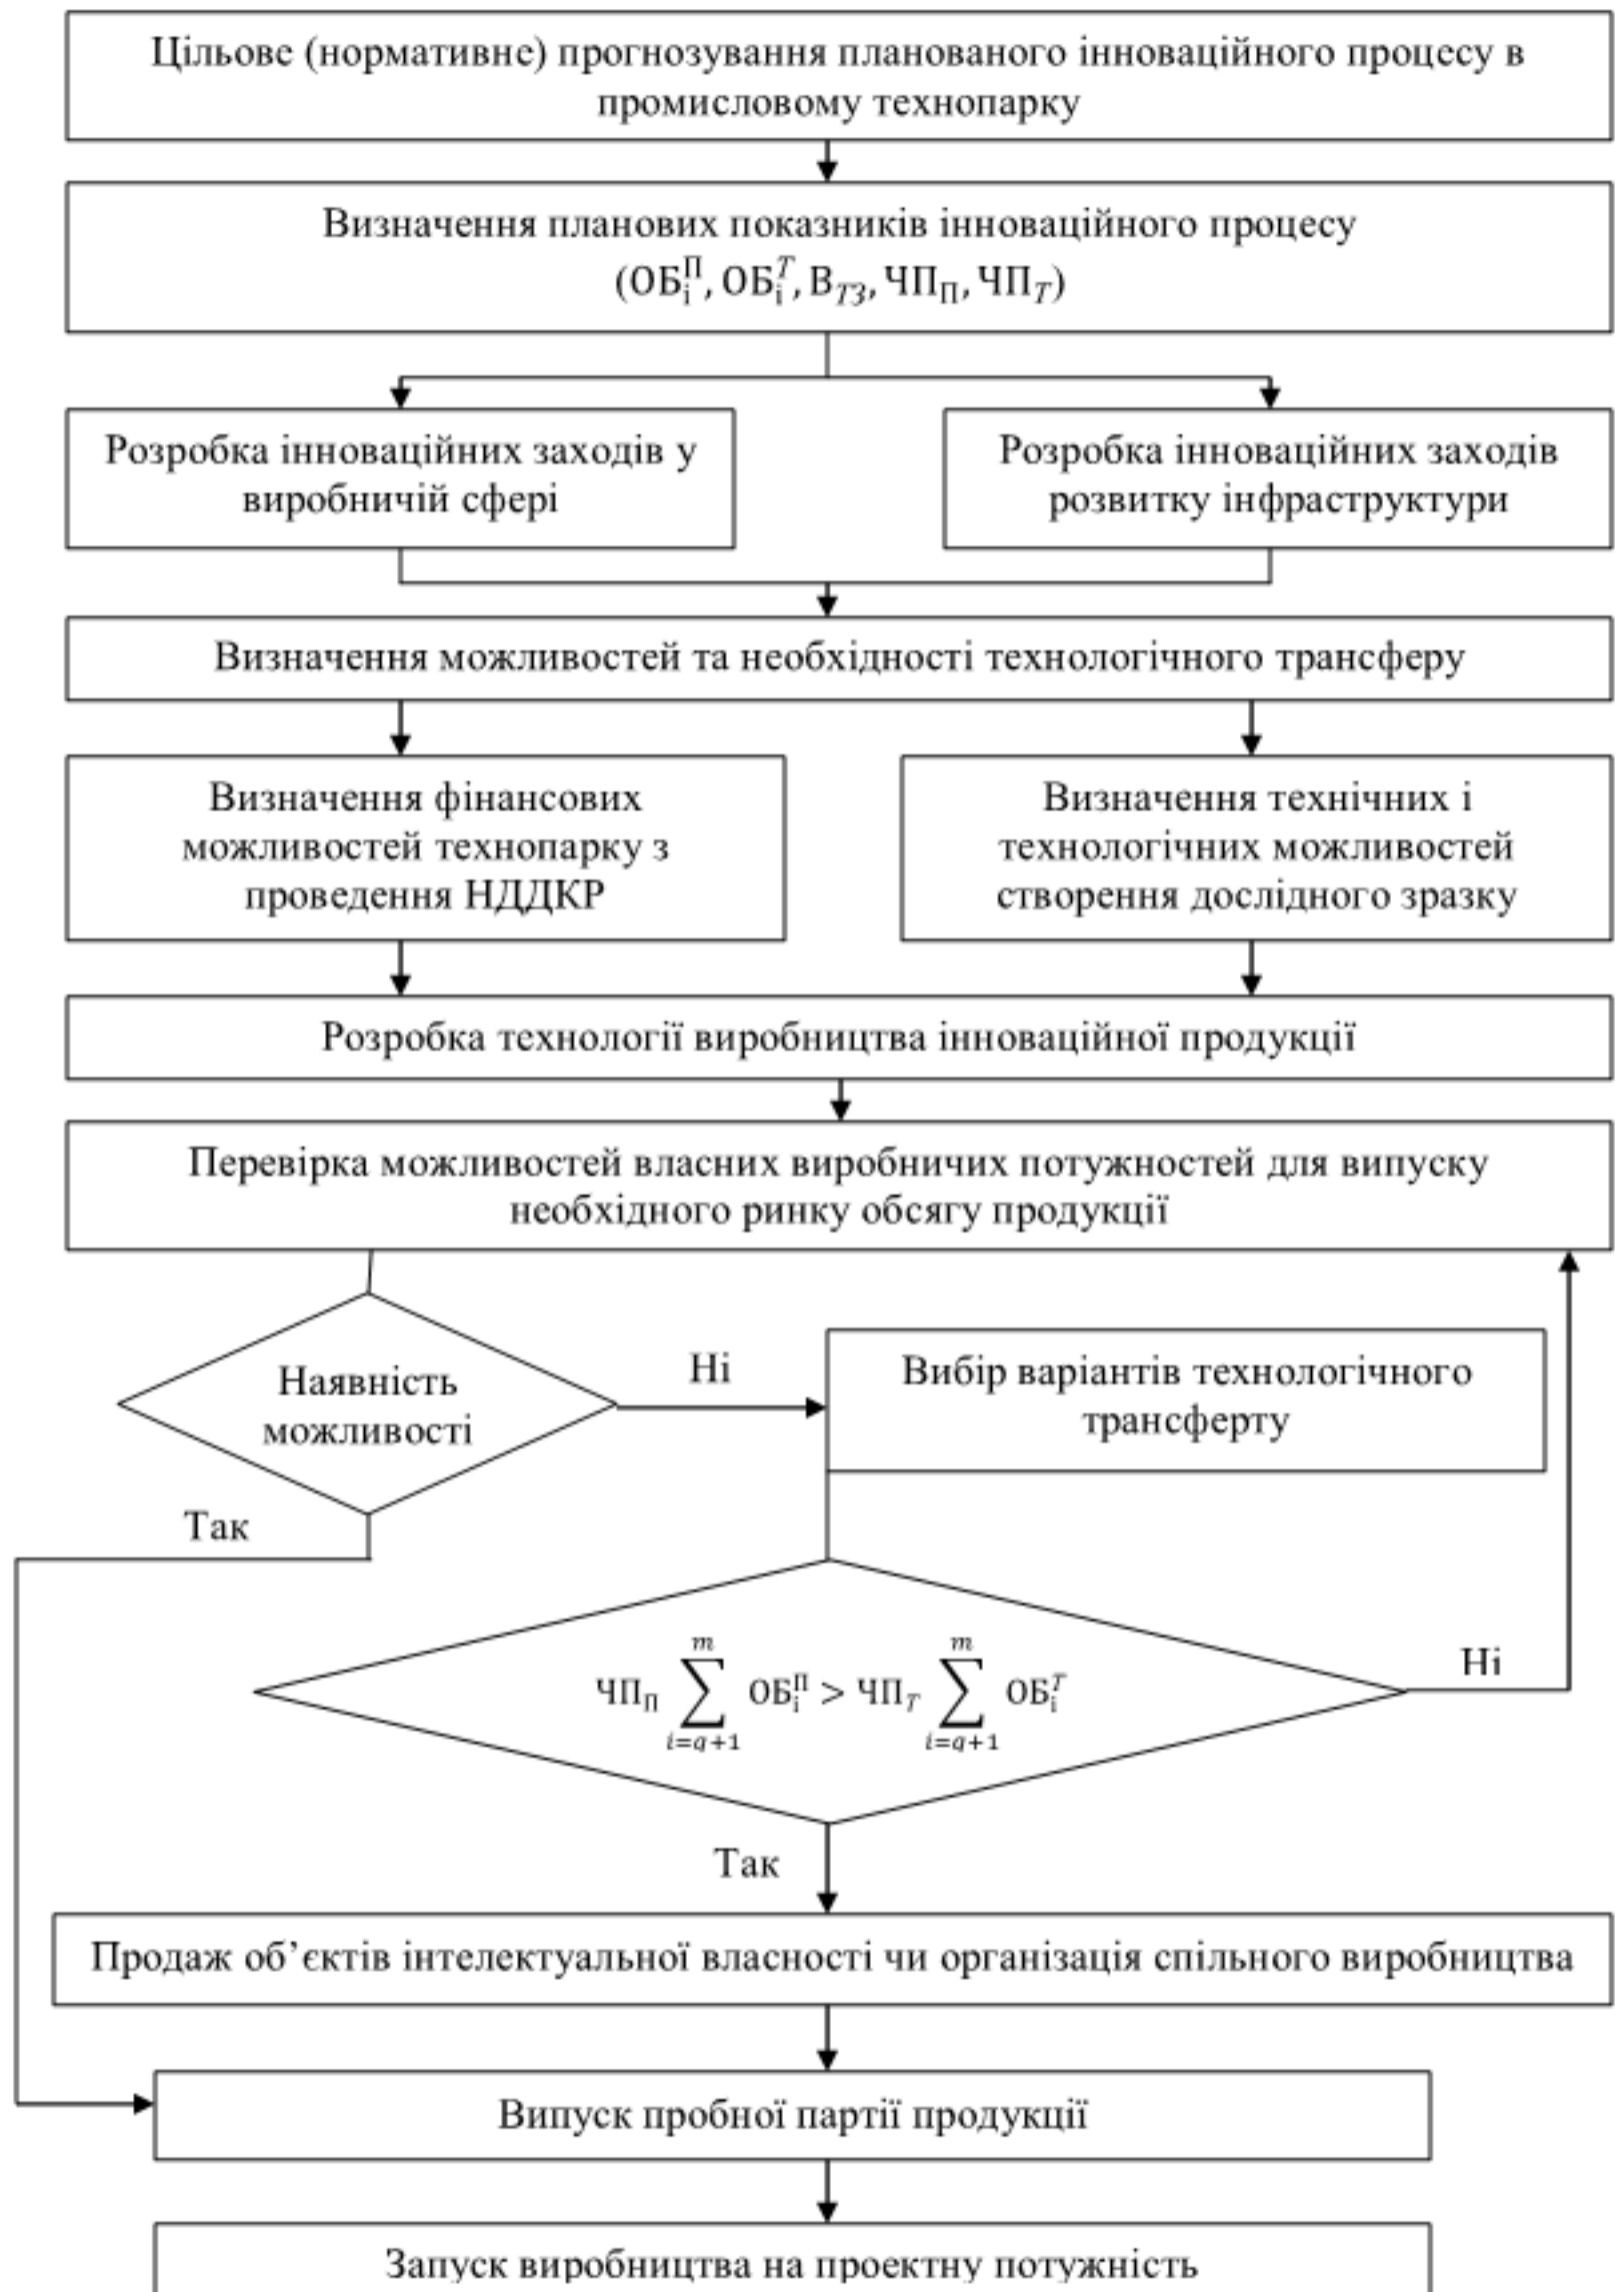 Цільове (нормативне) прогнозування планованого інноваційного процесу в
промисловому технопарку
Визначення планових показників інноваційного процесу
(ОБ_i^П, ОБ_i^T, В_ТЗ, ЧП_П, ЧП_T)
Розробка інноваційних заходів у
виробничій сфері
Розробка інноваційних заходів
розвитку інфраструктури
Визначення можливостей та необхідності технологічного трансферу
Визначення фінансових
можливостей технопарку з
проведення НДДКР
Визначення технічних і
технологічних можливостей
створення дослідного зразку
Розробка технології виробництва інноваційної продукції
Перевірка можливостей власних виробничих потужностей для випуску
необхідного ринку обсягу продукції
Наявність
можливості
Ні
Вибір варіантів технологічного
трансферту
Так
ЧП_П ∑_{i=q+1}^{m} ОБ_i^П > ЧП_T ∑_{i=q+1}^{m} ОБ_i^T
Ні
Так
Продаж об’єктів інтелектуальної власності чи організація спільного виробництва
Випуск пробної партії продукції
Запуск виробництва на проектну потужність